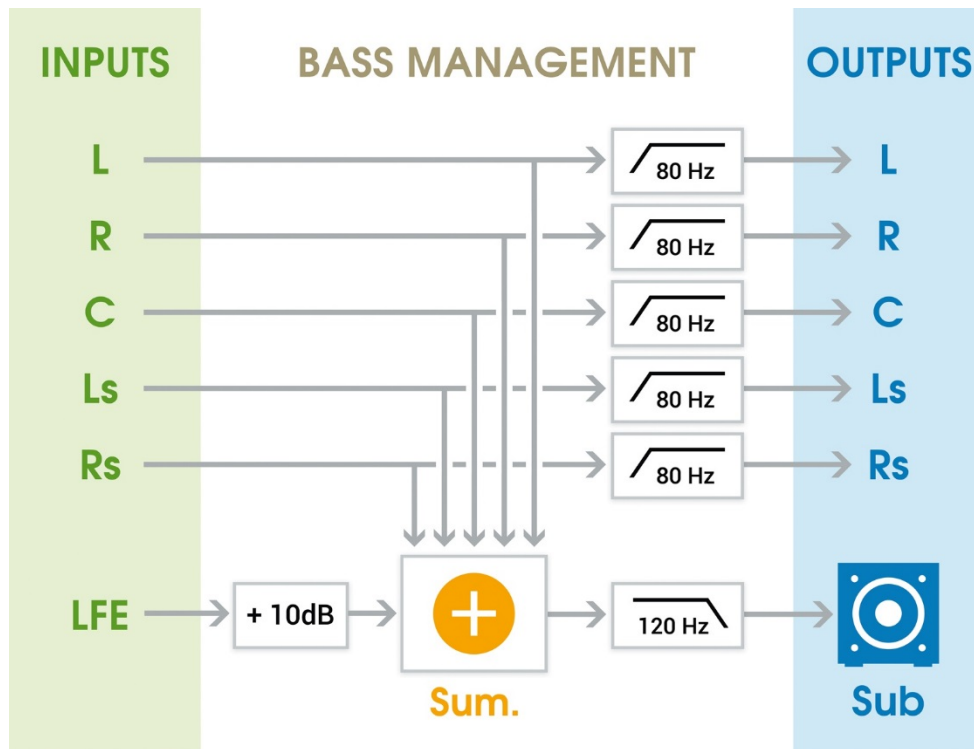 INPUTS BASS MANAGEMENT OUTPUTS
L 80 Hz L
R 80 Hz R
C 80 Hz C
Ls 80 Hz Ls
Rs 80 Hz Rs
LFE + 10dB 120 Hz
Sum. Sub